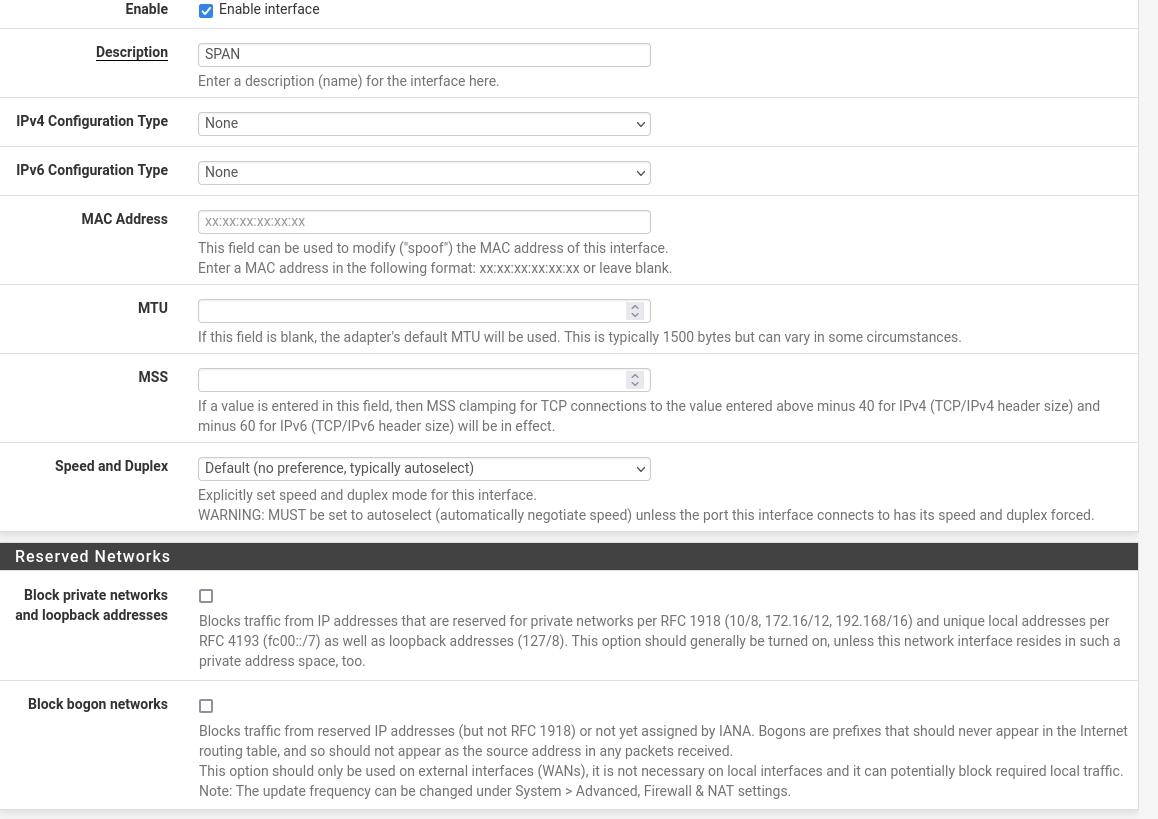 Enable
Enable interface
Description
SPAN
Enter a description (name) for the interface here.
IPv4 Configuration Type
None
IPv6 Configuration Type
None
MAC Address
xx:xx:xx:xx:xx:xx
This field can be used to modify ("spoof") the MAC address of this interface.
Enter a MAC address in the following format: xx:xx:xx:xx:xx:xx or leave blank.
MTU
If this field is blank, the adapter's default MTU will be used. This is typically 1500 bytes but can vary in some circumstances.
MSS
If a value is entered in this field, then MSS clamping for TCP connections to the value entered above minus 40 for IPv4 (TCP/IPv4 header size) and
minus 60 for IPv6 (TCP/IPv6 header size) will be in effect.
Speed and Duplex
Default (no preference, typically autoselect)
Explicitly set speed and duplex mode for this interface.
WARNING: MUST be set to autoselect (automatically negotiate speed) unless the port this interface connects to has its speed and duplex forced.
Reserved Networks
Block private networks
and loopback addresses
Blocks traffic from IP addresses that are reserved for private networks per RFC 1918 (10/8, 172.16/12, 192.168/16) and unique local addresses per
RFC 4193 (fc00::/7) as well as loopback addresses (127/8). This option should generally be turned on, unless this network interface resides in such a
private address space, too.
Block bogon networks
Blocks traffic from reserved IP addresses (but not RFC 1918) or not yet assigned by IANA. Bogons are prefixes that should never appear in the Internet
routing table, and so should not appear as the source address in any packets received.
This option should only be used on external interfaces (WANs), it is not necessary on local interfaces and it can potentially block required local traffic.
Note: The update frequency can be changed under System > Advanced, Firewall & NAT settings.